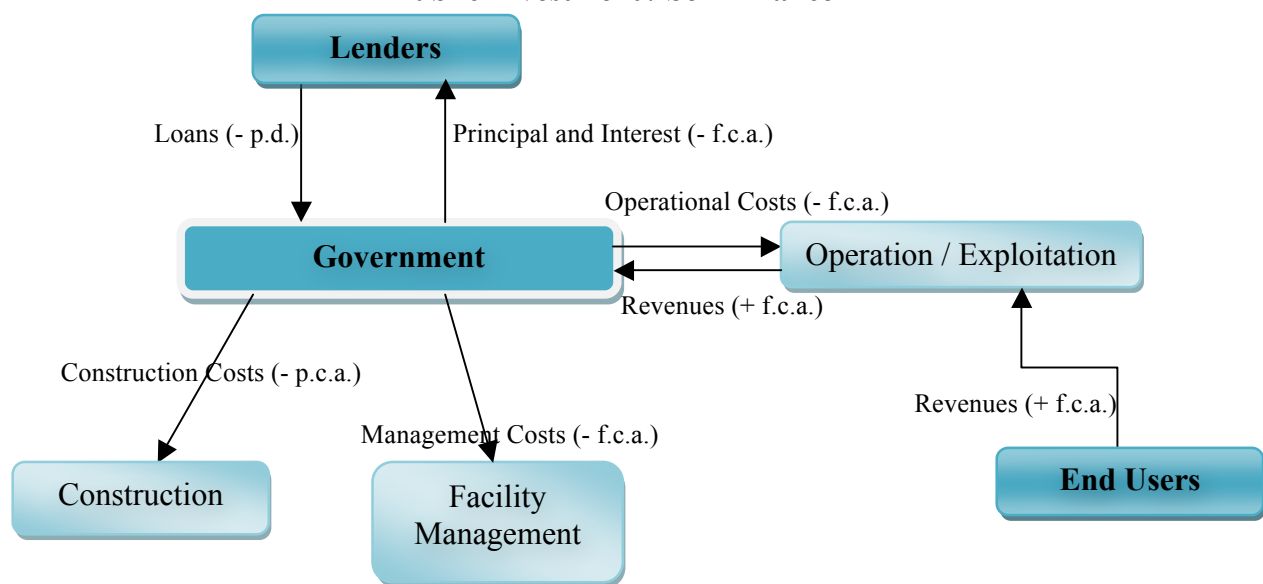 Lenders
Loans (- p.d.)
Principal and Interest (- f.c.a.)
Operational Costs (- f.c.a.)
Government
Operation / Exploitation
Revenues (+ f.c.a.)
Construction Costs (- p.c.a.)
Revenues (+ f.c.a.)
Management Costs (- f.c.a.)
Construction
Facility
Management
End Users